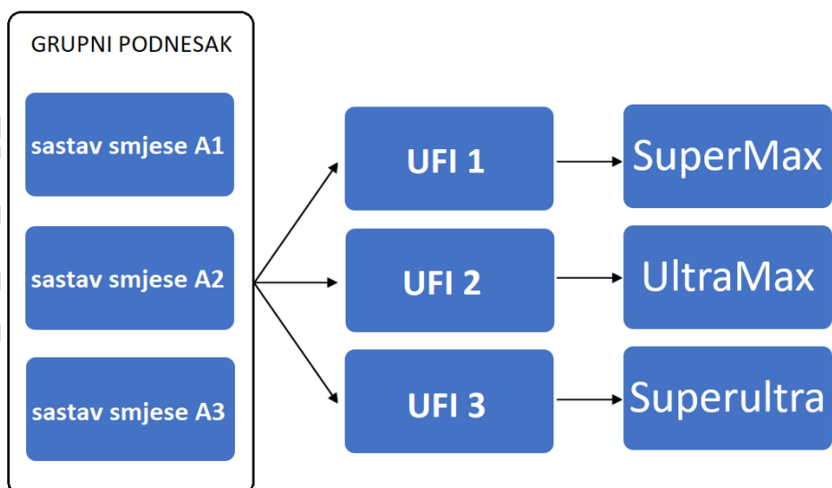 GRUPNI PODNESAK
sastav smjese A1
sastav smjese A2
sastav smjese A3
UFI 1
UFI 2
UFI 3
SuperMax
UltraMax
Superultra